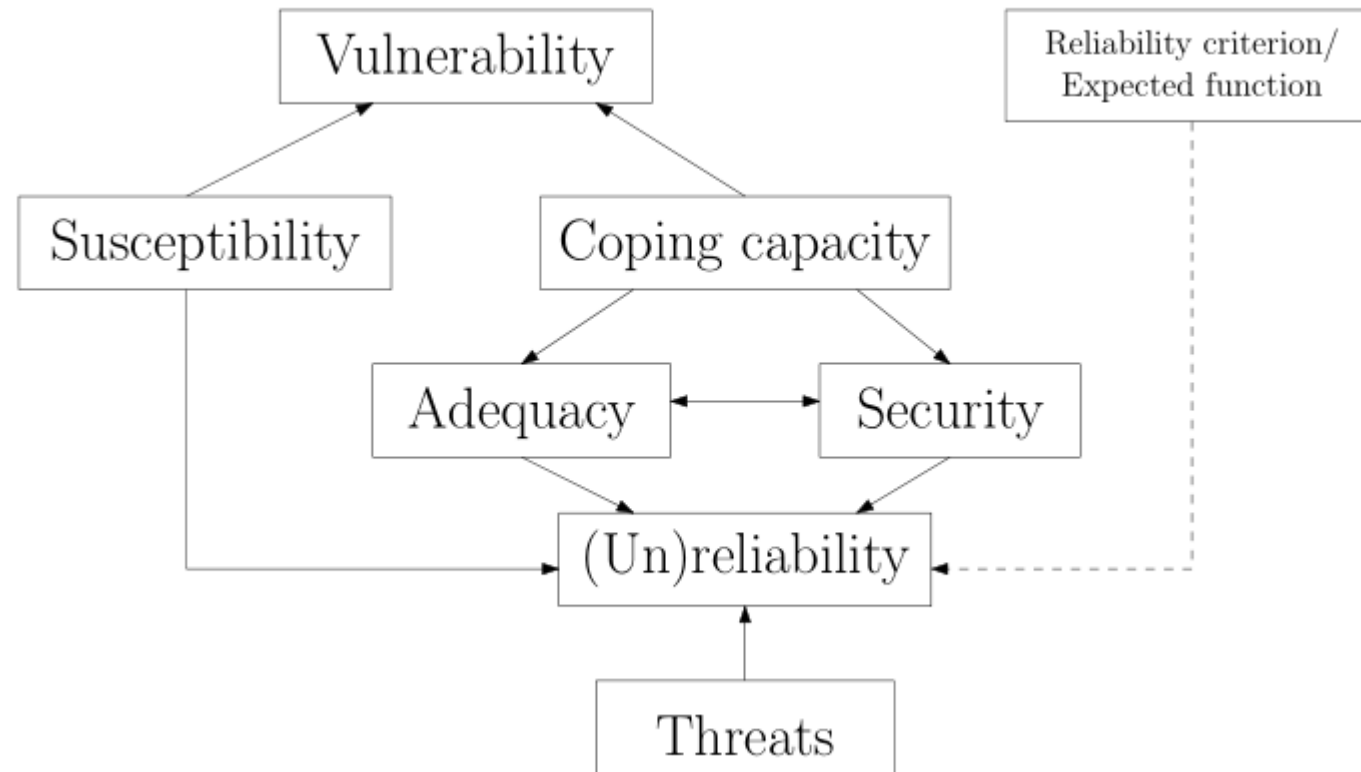 Vulnerability
Reliability criterion/
Expected function
Susceptibility
Coping capacity
Adequacy
Security
(Un)reliability
Threats